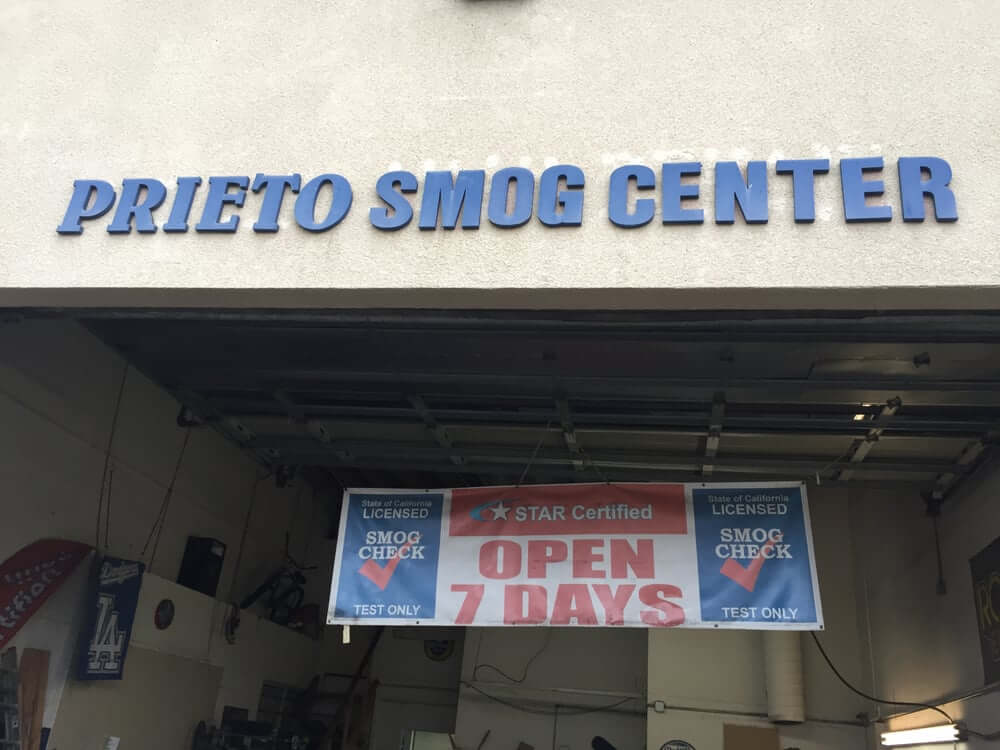 PRIETO SMOG CENTER
State of California
LICENSED
SMOG
CHECK
TEST ONLY
STAR Certified
OPEN
7 DAYS
State of California
LICENSED
SMOG
CHECK
TEST ONLY
Dodgers
LA